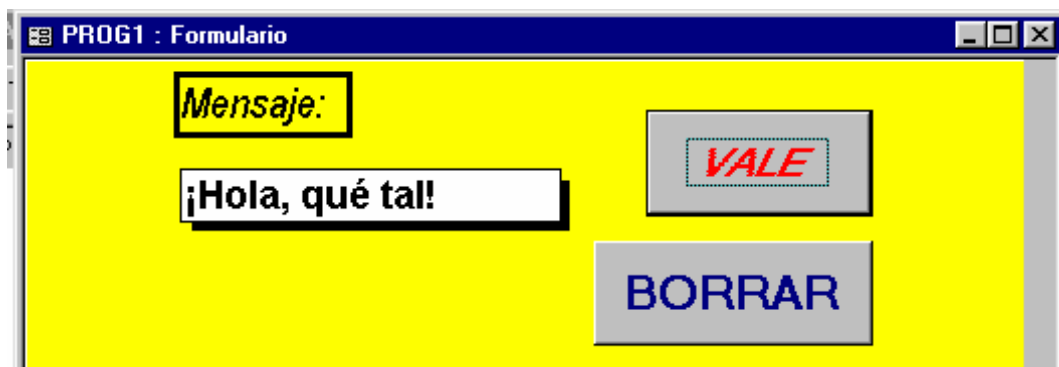 PROG1 : Formulario
Mensaje:
VALE
¡Hola, qué tal!
BORRAR